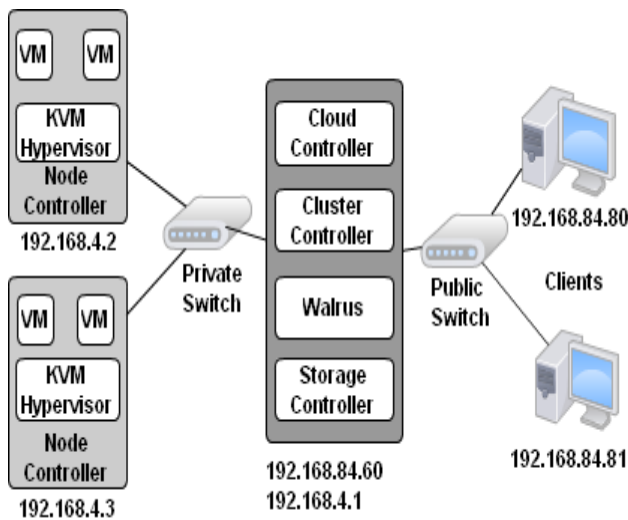 VM VM
KVM
Hypervisor
Node
Controller
192.168.4.2
VM VM
KVM
Hypervisor
Node
Controller
192.168.4.3
Private
Switch
Cloud
Controller
Cluster
Controller
Walrus
Storage
Controller
192.168.84.60
192.168.4.1
Public
Switch
192.168.84.80
Clients
192.168.84.81